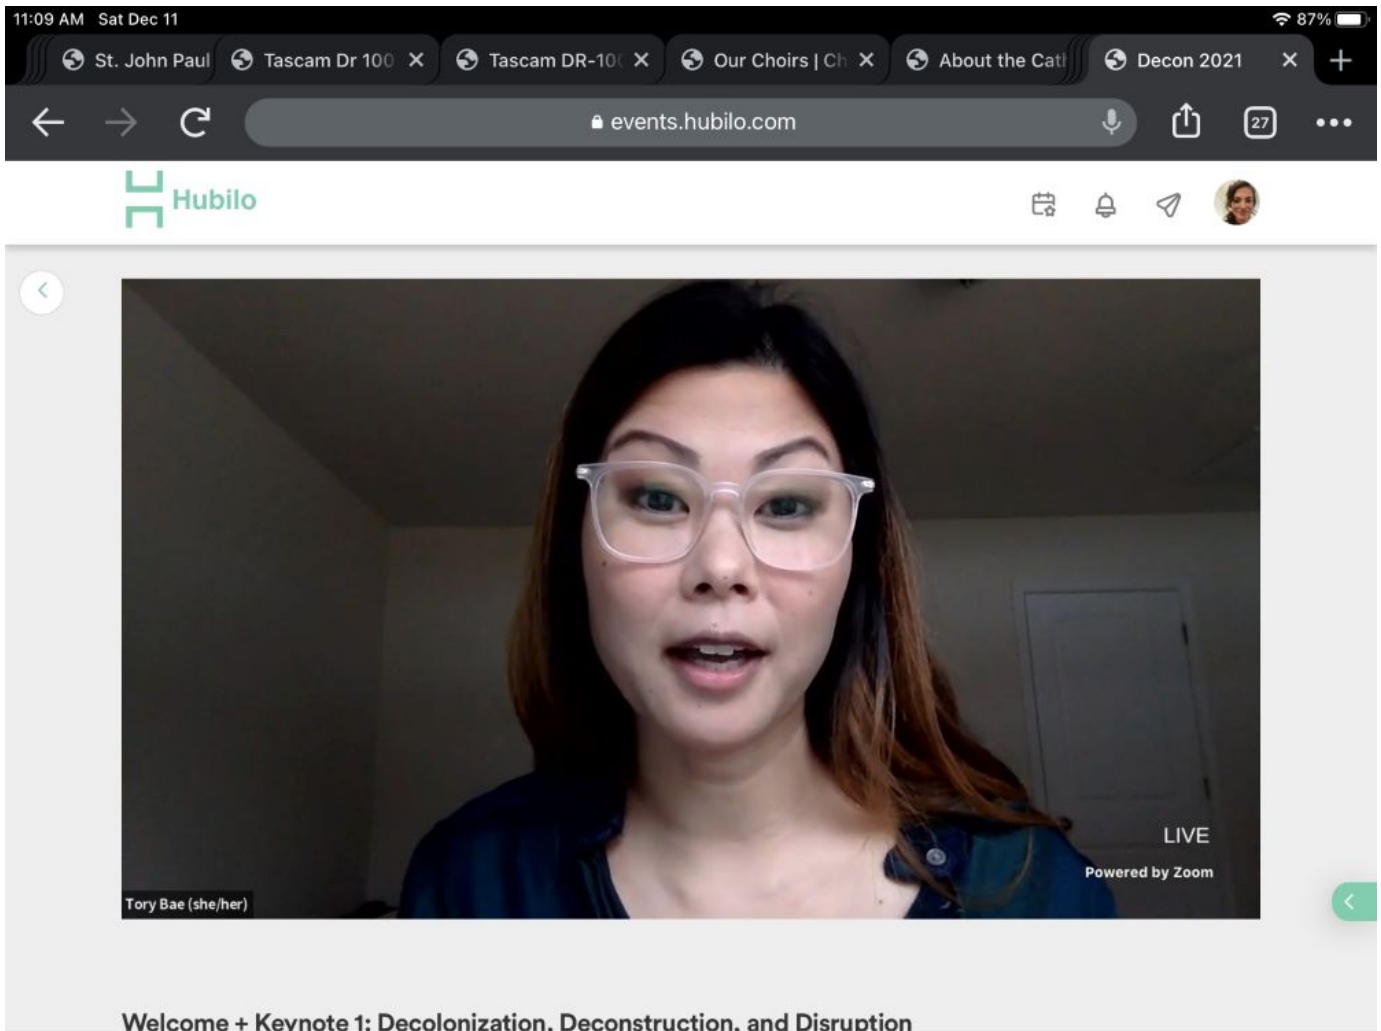 11:09 AM Sat Dec 11 87%
St. John Paul Tascam Dr 100 Tascam DR-10 Our Choirs | Ch About the Cath Decon 2021
events.hubilo.com 27
Hubilo
LIVE
Powered by Zoom
Tory Bae (she/her)
Welcome + Keynote 1: Decolonization, Deconstruction, and Disruption